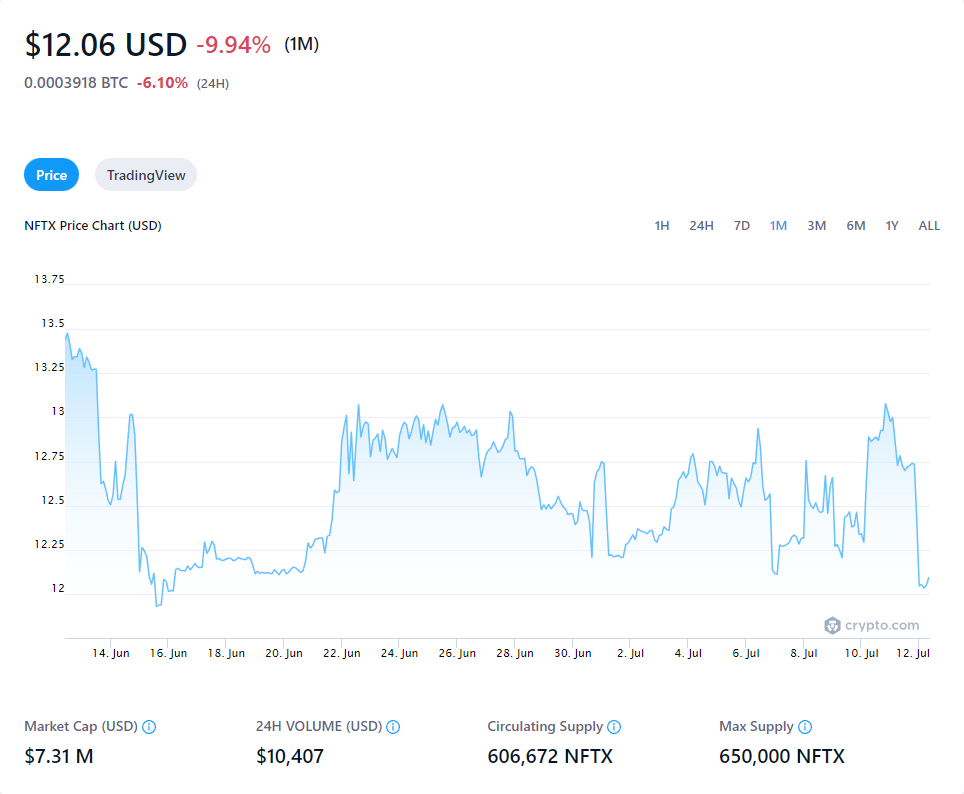 $12.06 USD -9.94% (1M)
0.0003918 BTC -6.10% (24H)
Price TradingView
NFTX Price Chart (USD) 1H 24H 7D 1M 3M 6M 1Y ALL
13.75
13.5
13.25
13
12.75
12.5
12.25
12
crypto.com
14. Jun 16. Jun 18. Jun 20. Jun 22. Jun 24. Jun 26. Jun 28. Jun 30. Jun 2. Jul 4. Jul 6. Jul 8. Jul 10. Jul 12. Jul
Market Cap (USD) 24H VOLUME (USD) Circulating Supply Max Supply
$7.31 M $10,407 606,672 NFTX 650,000 NFTX